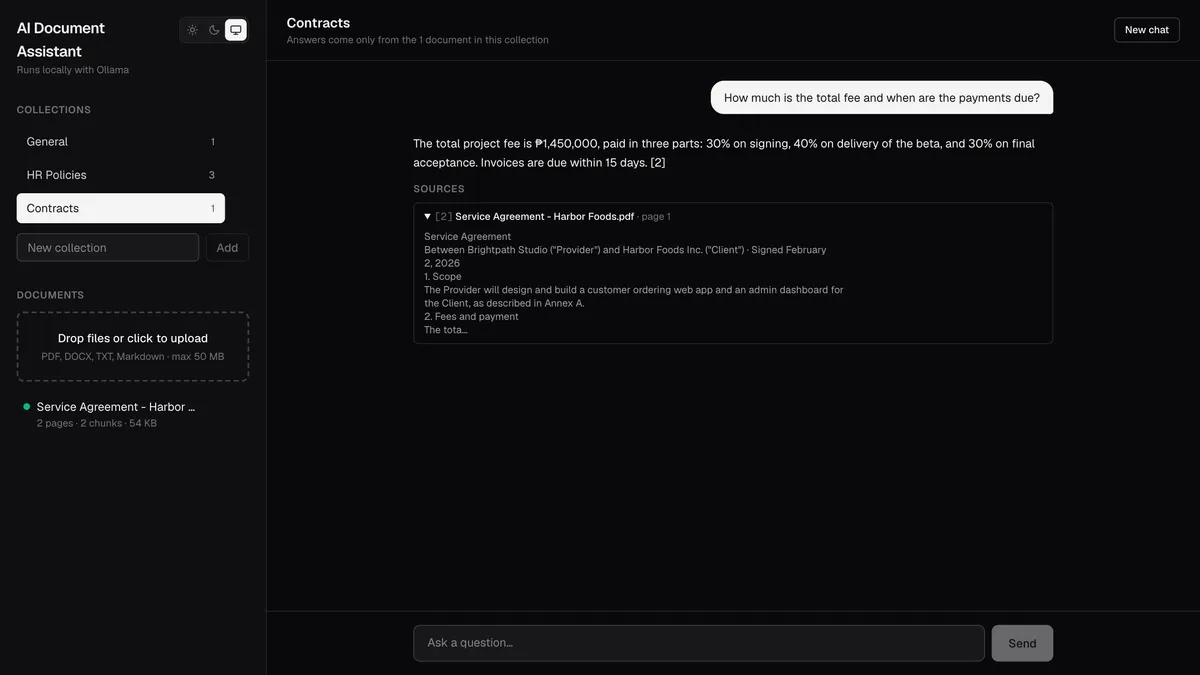 AI Document
Assistant
Runs locally with Ollama
COLLECTIONS
General 1
HR Policies 3
Contracts 1
New collection Add
DOCUMENTS
Drop files or click to upload
PDF, DOCX, TXT, Markdown · max 50 MB
Service Agreement - Harbor ...
2 pages · 2 chunks · 54 KB
Contracts
Answers come only from the 1 document in this collection
New chat
How much is the total fee and when are the payments due?
The total project fee is ₱1,450,000, paid in three parts: 30% on signing, 40% on delivery of the beta, and 30% on final
acceptance. Invoices are due within 15 days. [2]
SOURCES
▼ [2] Service Agreement - Harbor Foods.pdf · page 1
Service Agreement
Between Brightpath Studio ("Provider") and Harbor Foods Inc. ("Client") · Signed February
2, 2026
1. Scope
The Provider will design and build a customer ordering web app and an admin dashboard for
the Client, as described in Annex A.
2. Fees and payment
The tota...
Ask a question...
Send